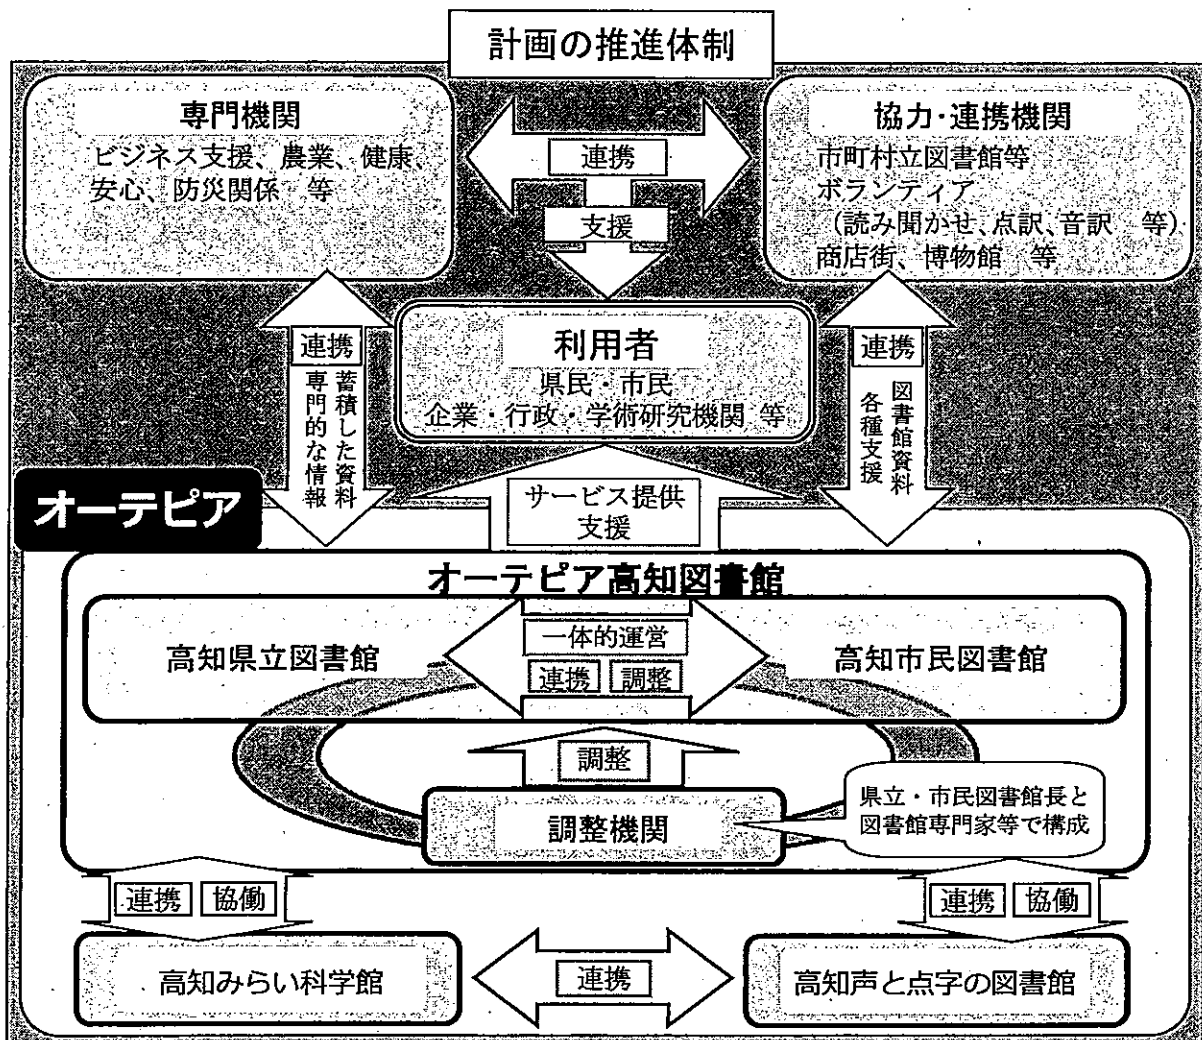 計画の推進体制
専門機関
ビジネス支援、農業、健康、
安心、防災関係 等
連携
支援
協力・連携機関
市町村立図書館等
ボランティア
(読み聞かせ、点訳、音訳 等)
商店街、博物館 等
利用者
県民・市民
企業・行政・学術研究機関 等
連携
蓄積した資料
専門的な情報
連携
図書館資料
各種支援
サービス提供
支援
オーテピア
オーテピア高知図書館
高知県立図書館
一体的運営
連携 調整
高知市民図書館
調整
調整機関
県立・市民図書館長と
図書館専門家等で構成
連携 協働
連携 協働
高知みらい科学館
連携
高知声と点字の図書館